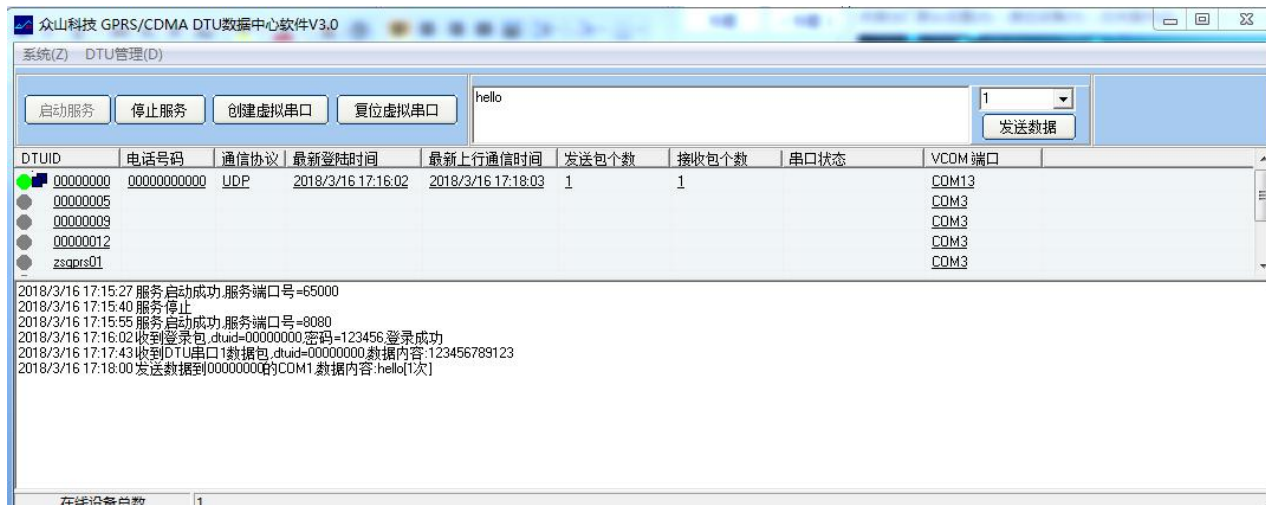 众山科技 GPRS/CDMA DTU数据中心软件V3.0
系统(Z) DTU管理(D)
启动服务 停止服务 创建虚拟串口 复位虚拟串口 hello 1
发送数据
DTUID 电话号码 通信协议 最新登陆时间 最新上行通信时间 发送包个数 接收包个数 串口状态 VCOM端口
00000000 00000000000 UDP 2018/3/16 17:16:02 2018/3/16 17:18:03 1 1 COM13
00000005 COM3
00000009 COM3
00000012 COM3
zsgprs01 COM3
2018/3/16 17:15:27 服务启动成功,服务端口号=65000
2018/3/16 17:15:40 服务停止
2018/3/16 17:15:55 服务启动成功,服务端口号=8080
2018/3/16 17:16:02收到登录包,dtuid=00000000,密码=123456,登录成功
2018/3/16 17:17:43收到DTU串口1数据包,dtuid=00000000,数据内容:123456789123
2018/3/16 17:18:00 发送数据到00000000的COM1,数据内容:hello[1次]
在线设备总数 1